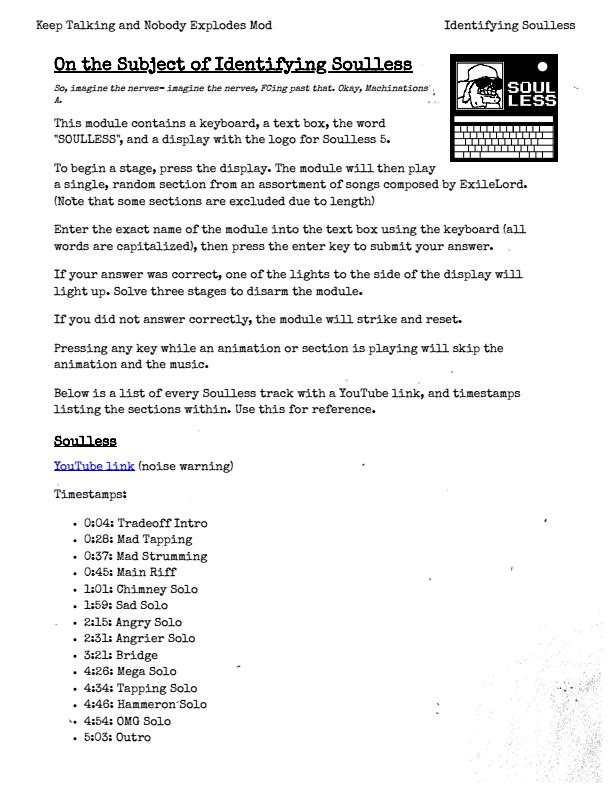 Keep Talking and Nobody Explodes Mod
Identifying Soulless
On the Subject of Identifying Soulless
So, imagine the nerves- imagine the nerves, FCing past that. Okay, Machinations
A.
SOUL
LESS
This module contains a keyboard, a text box, the word
"SOULLESS", and a display with the logo for Soulless 5.
To begin a stage, press the display. The module will then play
a single, random section from an assortment of songs composed by ExileLord.
(Note that some sections are excluded due to length)
Enter the exact name of the module into the text box using the keyboard (all
words are capitalized), then press the enter key to submit your answer.
If your answer was correct, one of the lights to the side of the display will
light up. Solve three stages to disarm the module.
If you did not answer correctly, the module will strike and reset.
Pressing any key while an animation or section is playing will skip the
animation and the music.
Below is a list of every Soulless track with a YouTube link, and timestamps
listing the sections within. Use this for reference.
Soulless
YouTube link (noise warning)
Timestamps:
• 0:04: Tradeoff Intro
• 0:28: Mad Tapping
• 0:37: Mad Strumming
• 0:45: Main Riff
• 1:01: Chimney Solo
• 1:59: Sad Solo
• 2:15: Angry Solo
• 2:31: Angrier Solo
• 3:21: Bridge
• 4:26: Mega Solo
• 4:34: Tapping Solo
• 4:46: Hammeron Solo
• 4:54: OMG Solo
• 5:03: Outro